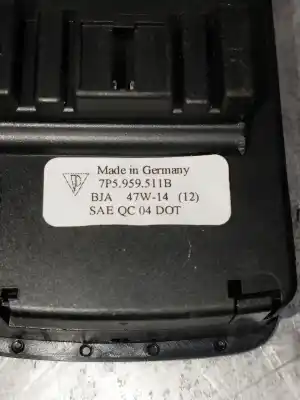 Made in Germany
7P5.959.511B
BJA 47W-14 (12)
SAE QC 04 DOT